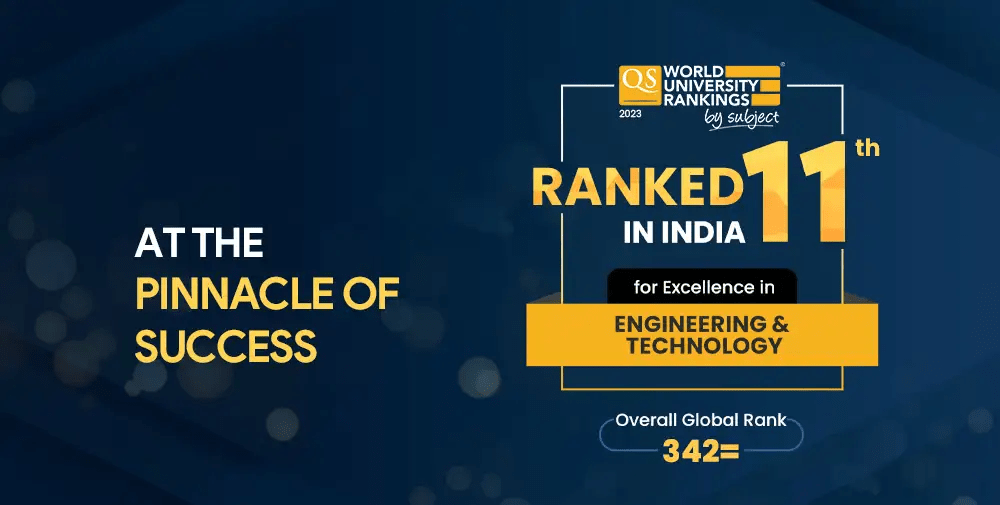 AT THE
PINNACLE OF
SUCCESS
QS WORLD
UNIVERSITY
RANKINGS
®
2023
by subject
RANKED 11th
IN INDIA
for Excellence in
ENGINEERING &
TECHNOLOGY
Overall Global Rank
342=